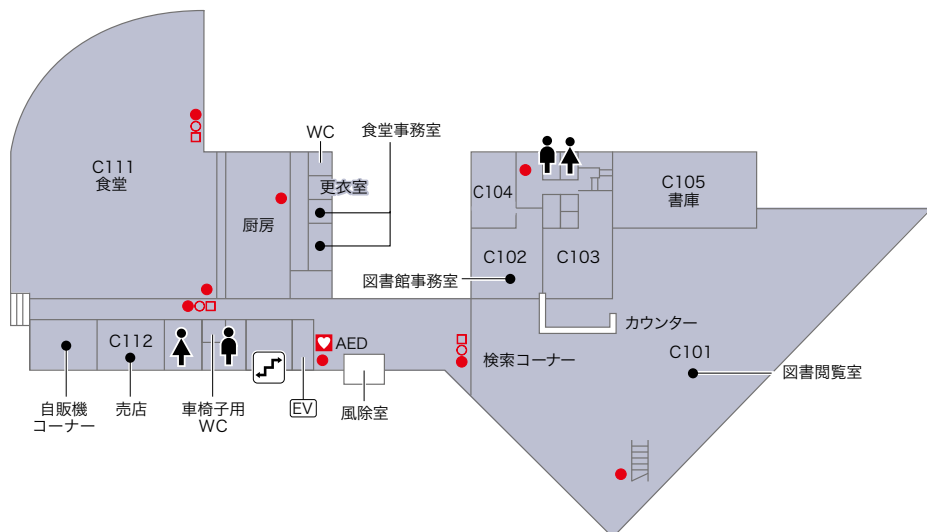 WC
食堂事務室
C111
食堂
更衣室
厨房
C104
C105
書庫
C102
C103
図書館事務室
カウンター
C101
図書閲覧室
検索コーナー
AED
C112
EV
自販機
コーナー
売店
車椅子用
WC
風除室